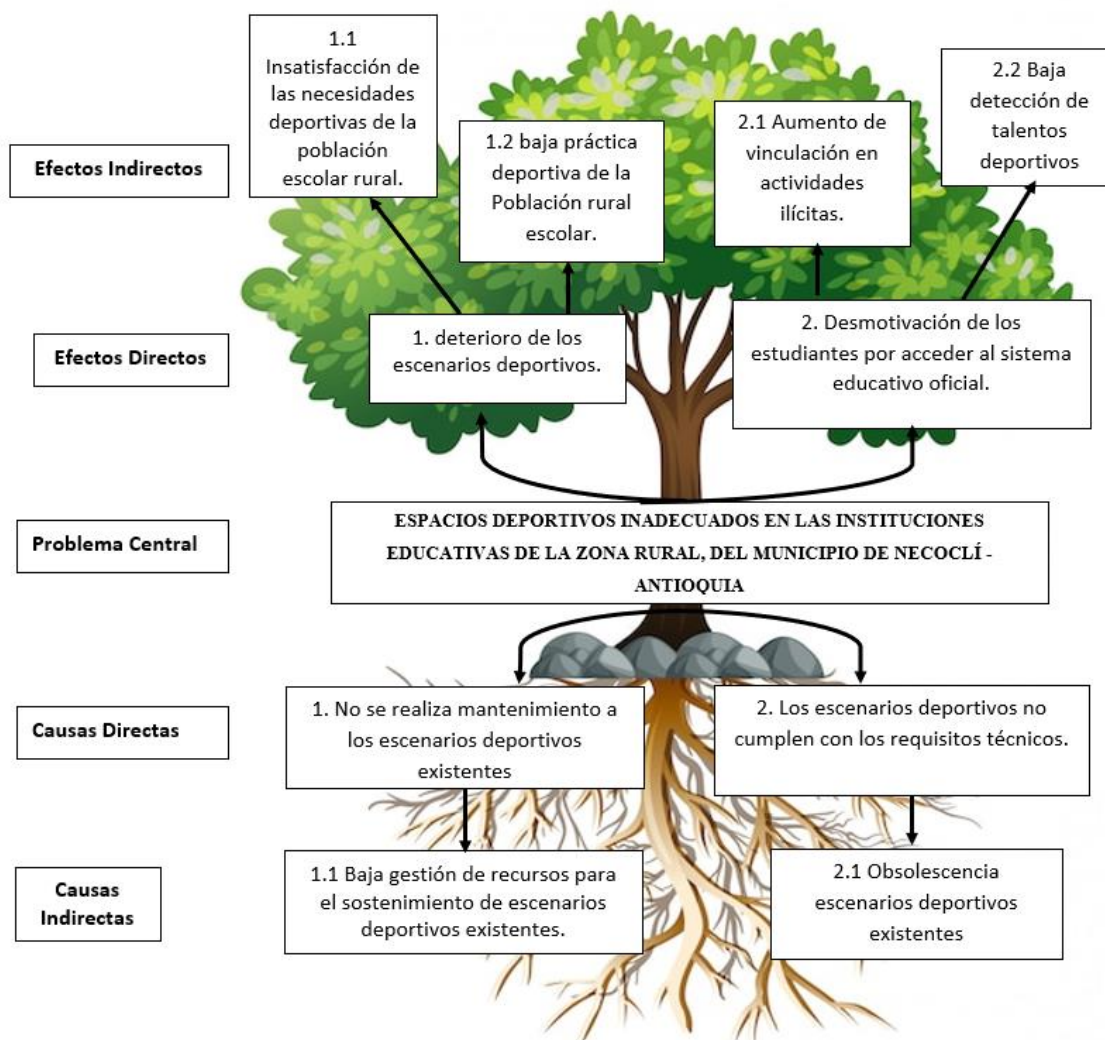 1.1
Insatisfacción de
las necesidades
deportivas de la
población
escolar rural.
1.2 baja práctica
deportiva de la
Población rural
escolar.
2.1 Aumento de
vinculación en
actividades
ilícitas.
2.2 Baja
detección de
talentos
deportivos
Efectos Indirectos
Efectos Directos
1. deterioro de los
escenarios deportivos.
2. Desmotivación de los
estudiantes por acceder al sistema
educativo oficial.
Problema Central
ESPACIOS DEPORTIVOS INADECUADOS EN LAS INSTITUCIONES
EDUCATIVAS DE LA ZONA RURAL, DEL MUNICIPIO DE NECOCLÍ -
ANTIOQUIA
Causas Directas
1. No se realiza mantenimiento a
los escenarios deportivos
existentes
2. Los escenarios deportivos no
cumplen con los requisitos técnicos.
Causas
Indirectas
1.1 Baja gestión de recursos para
el sostenimiento de escenarios
deportivos existentes.
2.1 Obsolescencia
escenarios deportivos
existentes